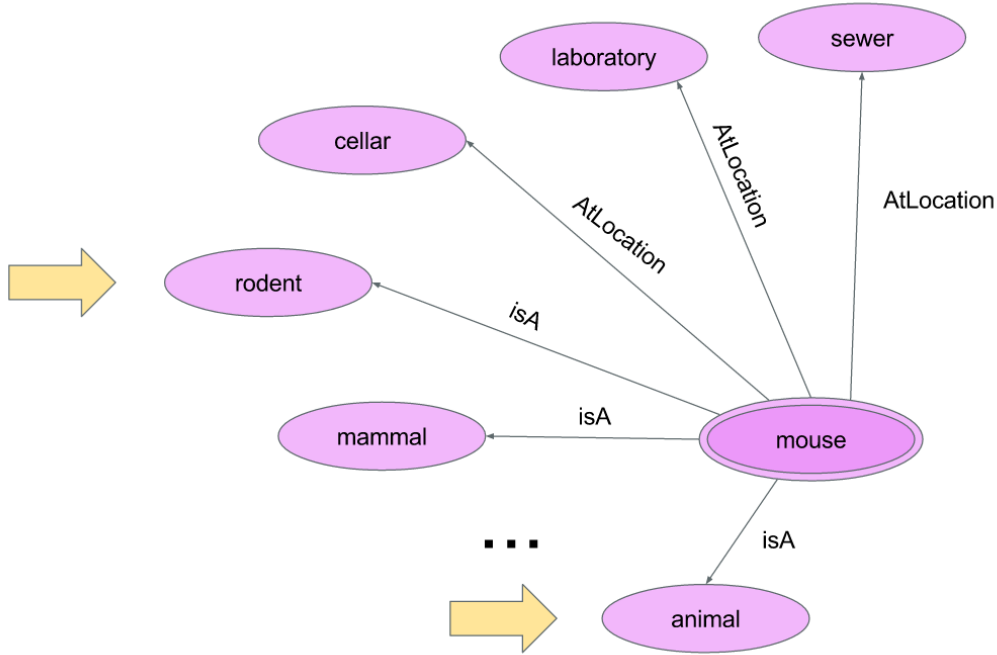 sewer
laboratory
cellar
AtLocation
AtLocation
AtLocation
rodent
isA
isA
mammal
mouse
...
isA
animal